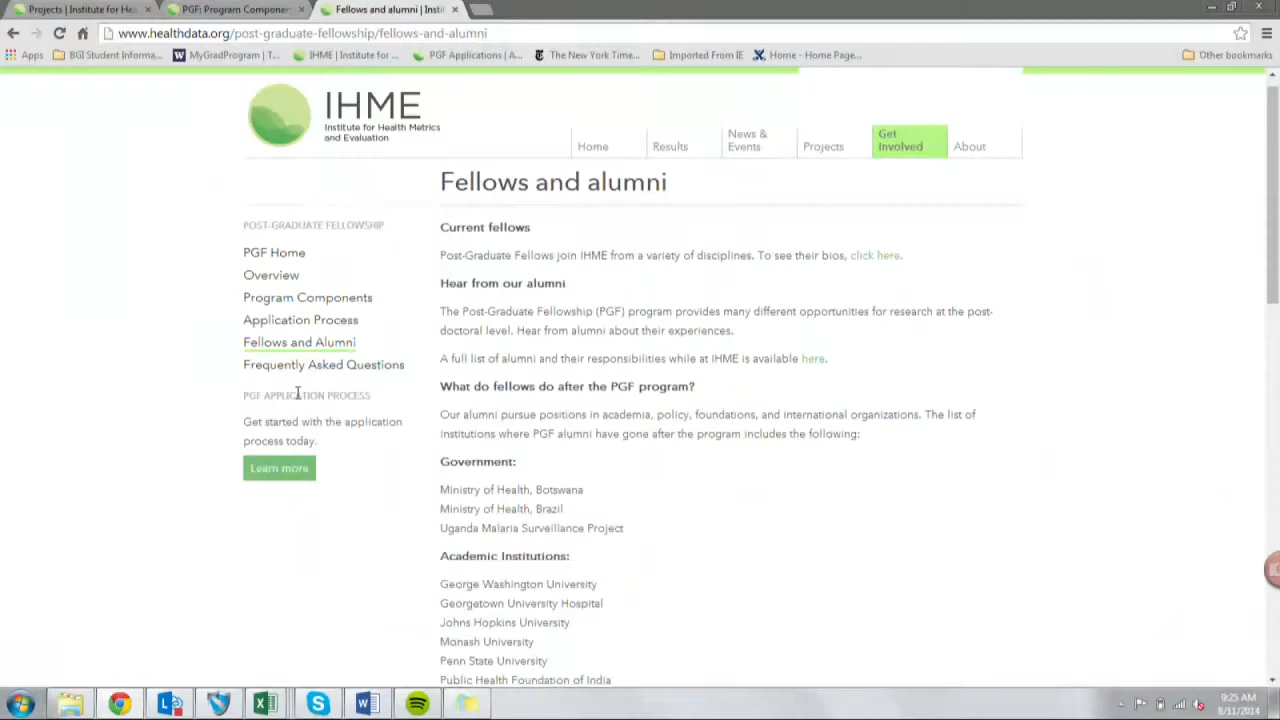 Projects | Institute for Hea
PGF: Program Componen
Fellows and alumni | Insti
www.healthdata.org/post-graduate-fellowship/fellows-and-alumni
Apps
BGI Student Informa...
MyGradProgram | T...
IHME | Institute for ...
PGF Applications | A...
The New York Time...
Imported From IE
Home - Home Page...
Other bookmarks
IHME
Institute for Health Metrics
and Evaluation
Home
Results
News &
Events
Projects
Get
Involved
About
Fellows and alumni
POST-GRADUATE FELLOWSHIP
PGF Home
Overview
Program Components
Application Process
Fellows and Alumni
Frequently Asked Questions
PGF APPLICATION PROCESS
Get started with the application
process today.
Learn more
Current fellows
Post-Graduate Fellows join IHME from a variety of disciplines. To see their bios, click here.
Hear from our alumni
The Post-Graduate Fellowship (PGF) program provides many different opportunities for research at the post-
doctoral level. Hear from alumni about their experiences.
A full list of alumni and their responsibilities while at IHME is available here.
What do fellows do after the PGF program?
Our alumni pursue positions in academia, policy, foundations, and international organizations. The list of
institutions where PGF alumni have gone after the program includes the following:
Government:
Ministry of Health, Botswana
Ministry of Health, Brazil
Uganda Malaria Surveillance Project
Academic Institutions:
George Washington University
Georgetown University Hospital
Johns Hopkins University
Monash University
Penn State University
Public Health Foundation of India
9:25 AM
8/11/2014